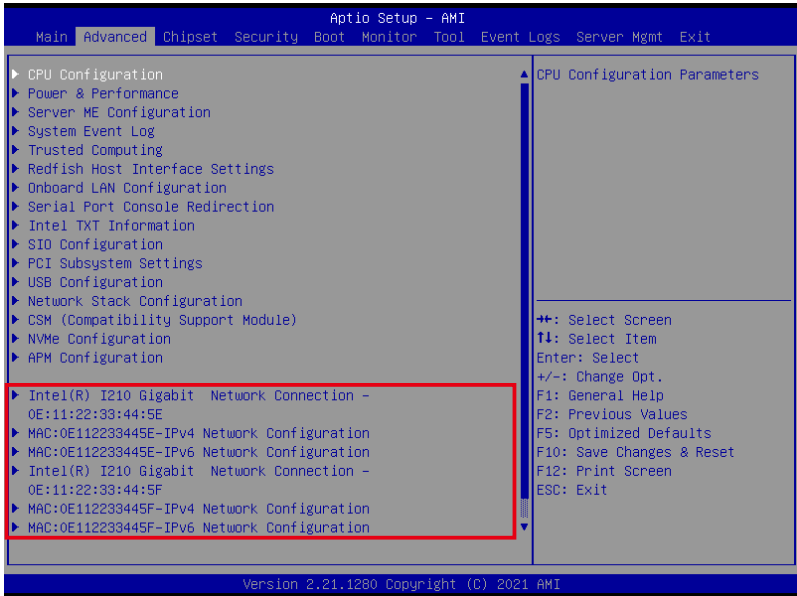 Aptio Setup – AMI
Main Advanced Chipset Security Boot Monitor Tool Event Logs Server Mgmt Exit
CPU Configuration
Power & Performance
Server ME Configuration
System Event Log
Trusted Computing
Redfish Host Interface Settings
Onboard LAN Configuration
Serial Port Console Redirection
Intel TXT Information
SIO Configuration
PCI Subsystem Settings
USB Configuration
Network Stack Configuration
CSM (Compatibility Support Module)
NVMe Configuration
APM Configuration
Intel(R) I210 Gigabit  Network Connection –
0E:11:22:33:44:5E
MAC:0E112233445E-IPv4 Network Configuration
MAC:0E112233445E-IPv6 Network Configuration
Intel(R) I210 Gigabit  Network Connection –
0E:11:22:33:44:5F
MAC:0E112233445F-IPv4 Network Configuration
MAC:0E112233445F-IPv6 Network Configuration
CPU Configuration Parameters
→←: Select Screen
↑↓: Select Item
Enter: Select
+/-: Change Opt.
F1: General Help
F2: Previous Values
F5: Optimized Defaults
F10: Save Changes & Reset
F12: Print Screen
ESC: Exit
Version 2.21.1280 Copyright (C) 2021 AMI